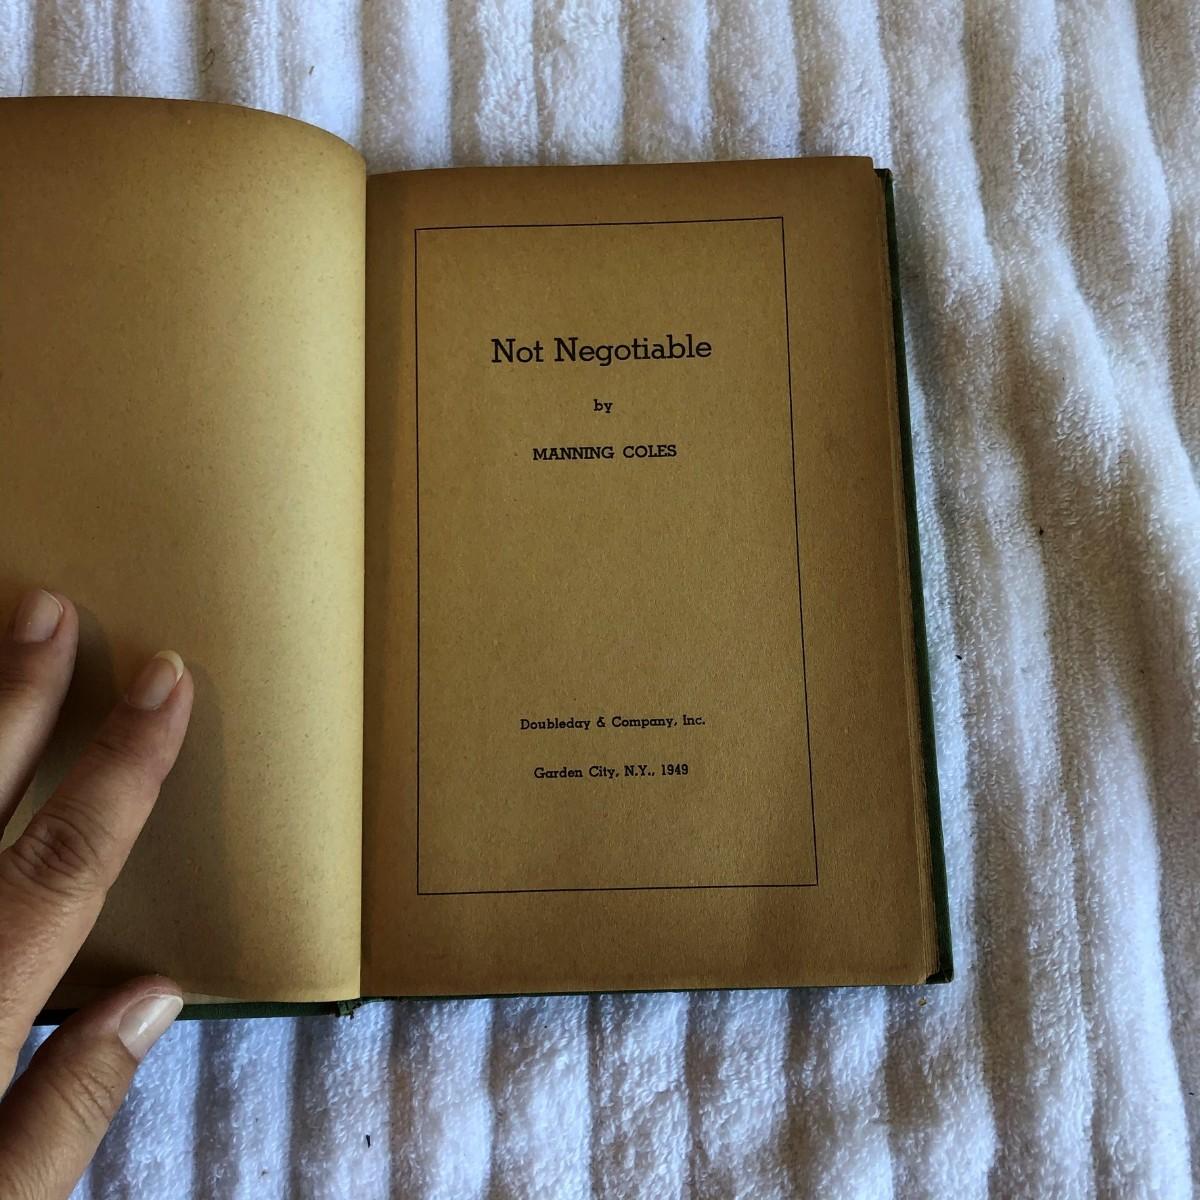 Not Negotiable
by
MANNING COLES
Doubleday & Company, Inc.
Garden City, N.Y., 1949